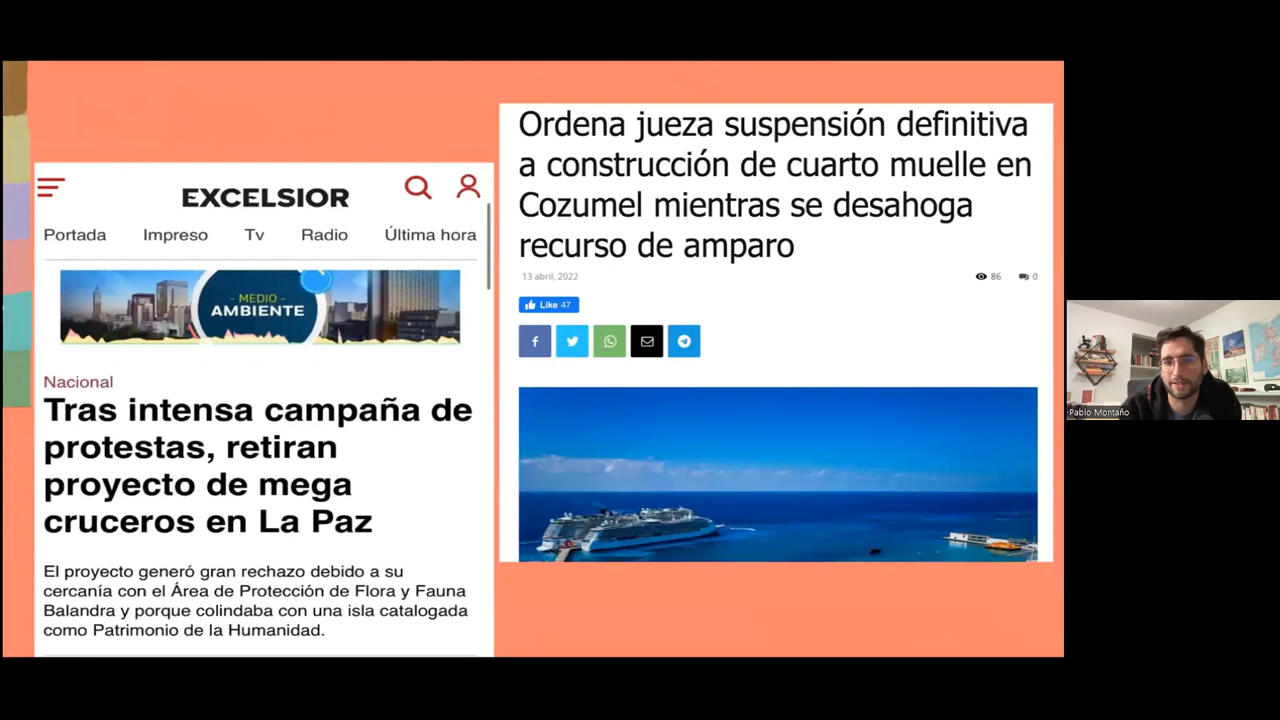 EXCELSIOR
Portada Impreso Tv Radio Última hora
- MEDIO -
AMBIENTE
Nacional
Tras intensa campaña de
protestas, retiran
proyecto de mega
cruceros en La Paz
El proyecto generó gran rechazo debido a su
cercanía con el Área de Protección de Flora y Fauna
Balandra y porque colindaba con una isla catalogada
como Patrimonio de la Humanidad.
Ordena jueza suspensión definitiva
a construcción de cuarto muelle en
Cozumel mientras se desahoga
recurso de amparo
13 abril, 2022 86 0
Like 47
Pablo Montaño